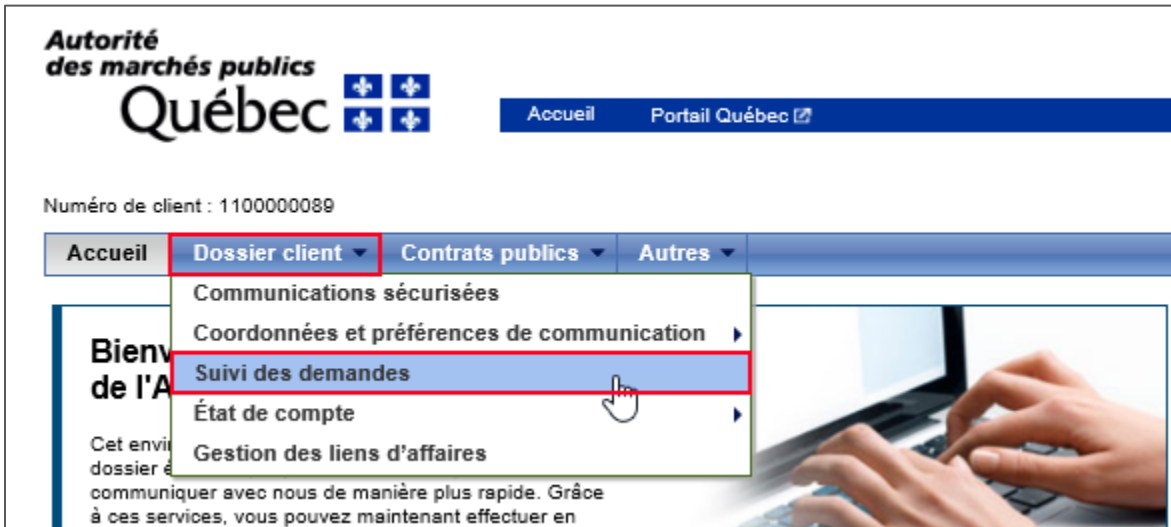 Autorité
des marchés publics
Québec
Accueil Portail Québec
Numéro de client : 1100000089
Accueil Dossier client Contrats publics Autres
Communications sécurisées
Coordonnées et préférences de communication
Bienv
Suivi des demandes
de l'A
État de compte
Cet envi
Gestion des liens d’affaires
dossier é
communiquer avec nous de manière plus rapide. Grâce
à ces services, vous pouvez maintenant effectuer en